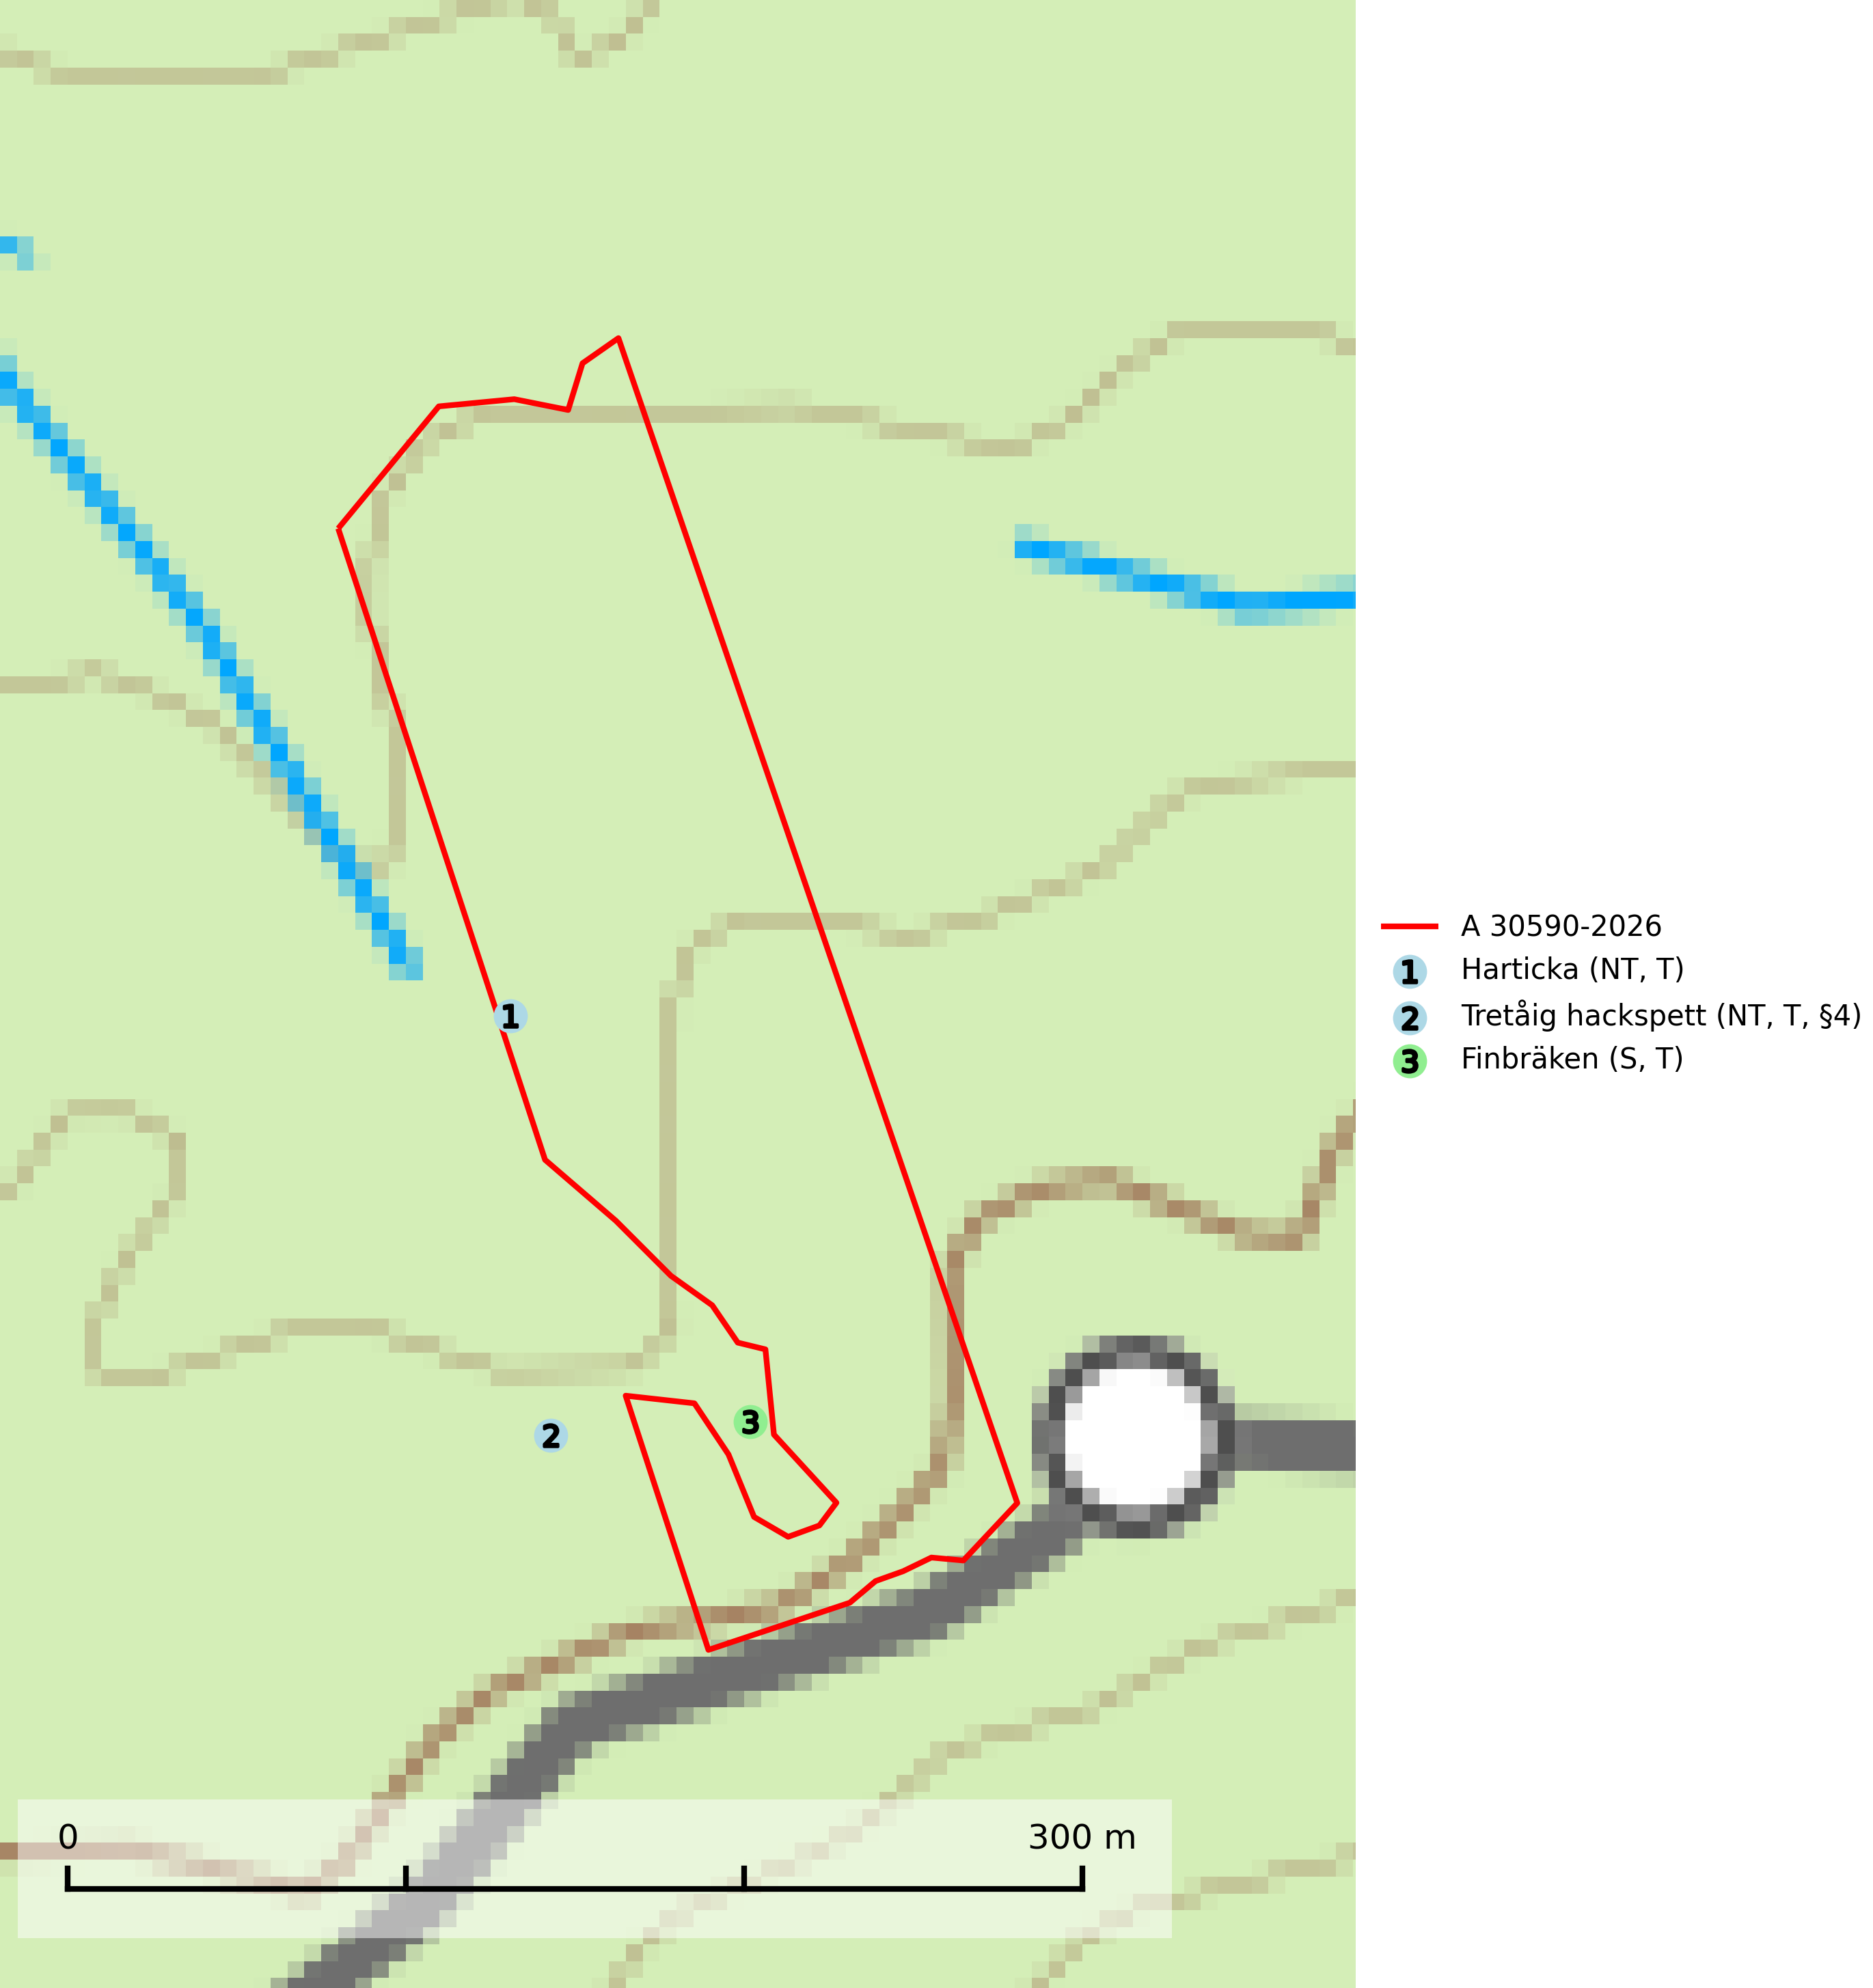 A 30590-2026
1 Harticka (NT, T)
2 Tretåig hackspett (NT, T, §4)
3 Finbräken (S, T)
1
2
3
0 300 m